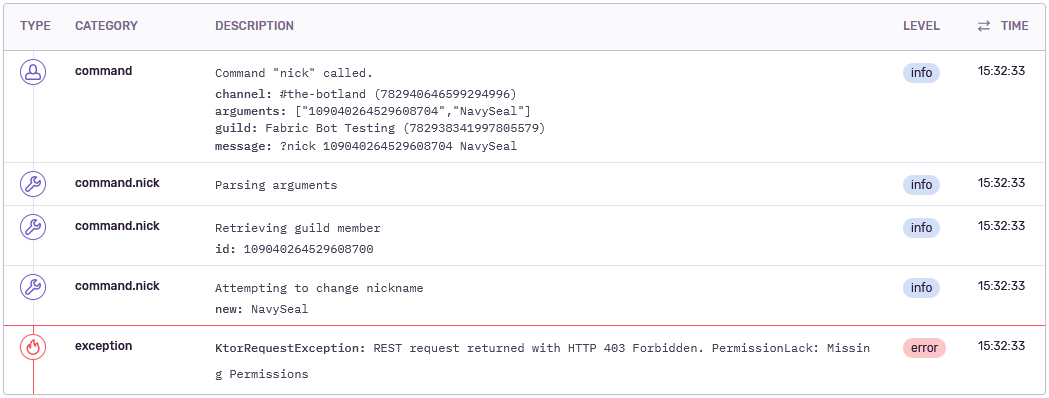 TYPE CATEGORY DESCRIPTION LEVEL TIME
command Command "nick" called. info 15:32:33
channel: #the-botland (782940646599294996)
arguments: ["109040264529608704","NavySeal"]
guild: Fabric Bot Testing (782938341997805579)
message: ?nick 109040264529608704 NavySeal
command.nick Parsing arguments info 15:32:33
command.nick Retrieving guild member info 15:32:33
id: 109040264529608700
command.nick Attempting to change nickname info 15:32:33
new: NavySeal
exception KtorRequestException: REST request returned with HTTP 403 Forbidden. PermissionLack: Missin error 15:32:33
g Permissions